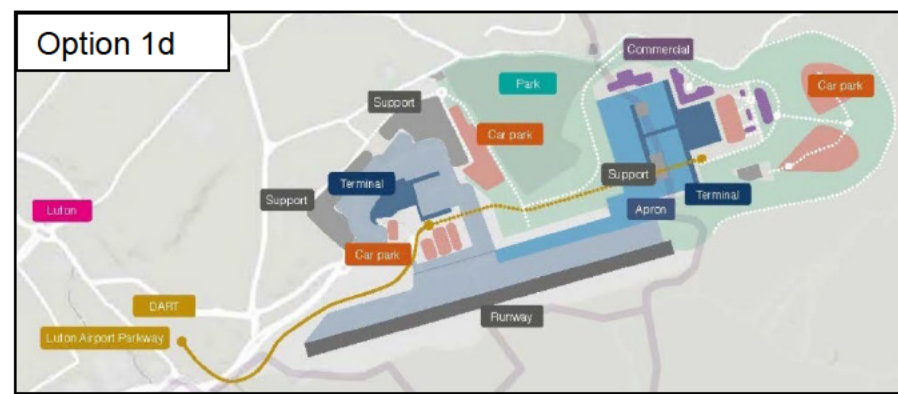 Option 1d
Commercial
Park
Car park
Support
Car park
Terminal
Support
Support
Terminal
Luton
Apron
Car park
DART
Runway
Luton Airport Parkway